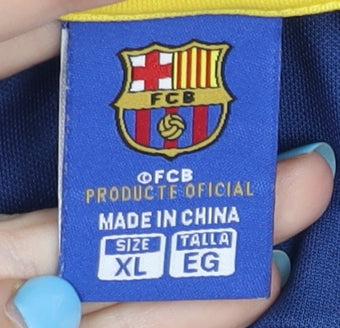 FCB
©FCB
PRODUCTE OFICIAL
MADE IN CHINA
SIZE TALLA
XL EG